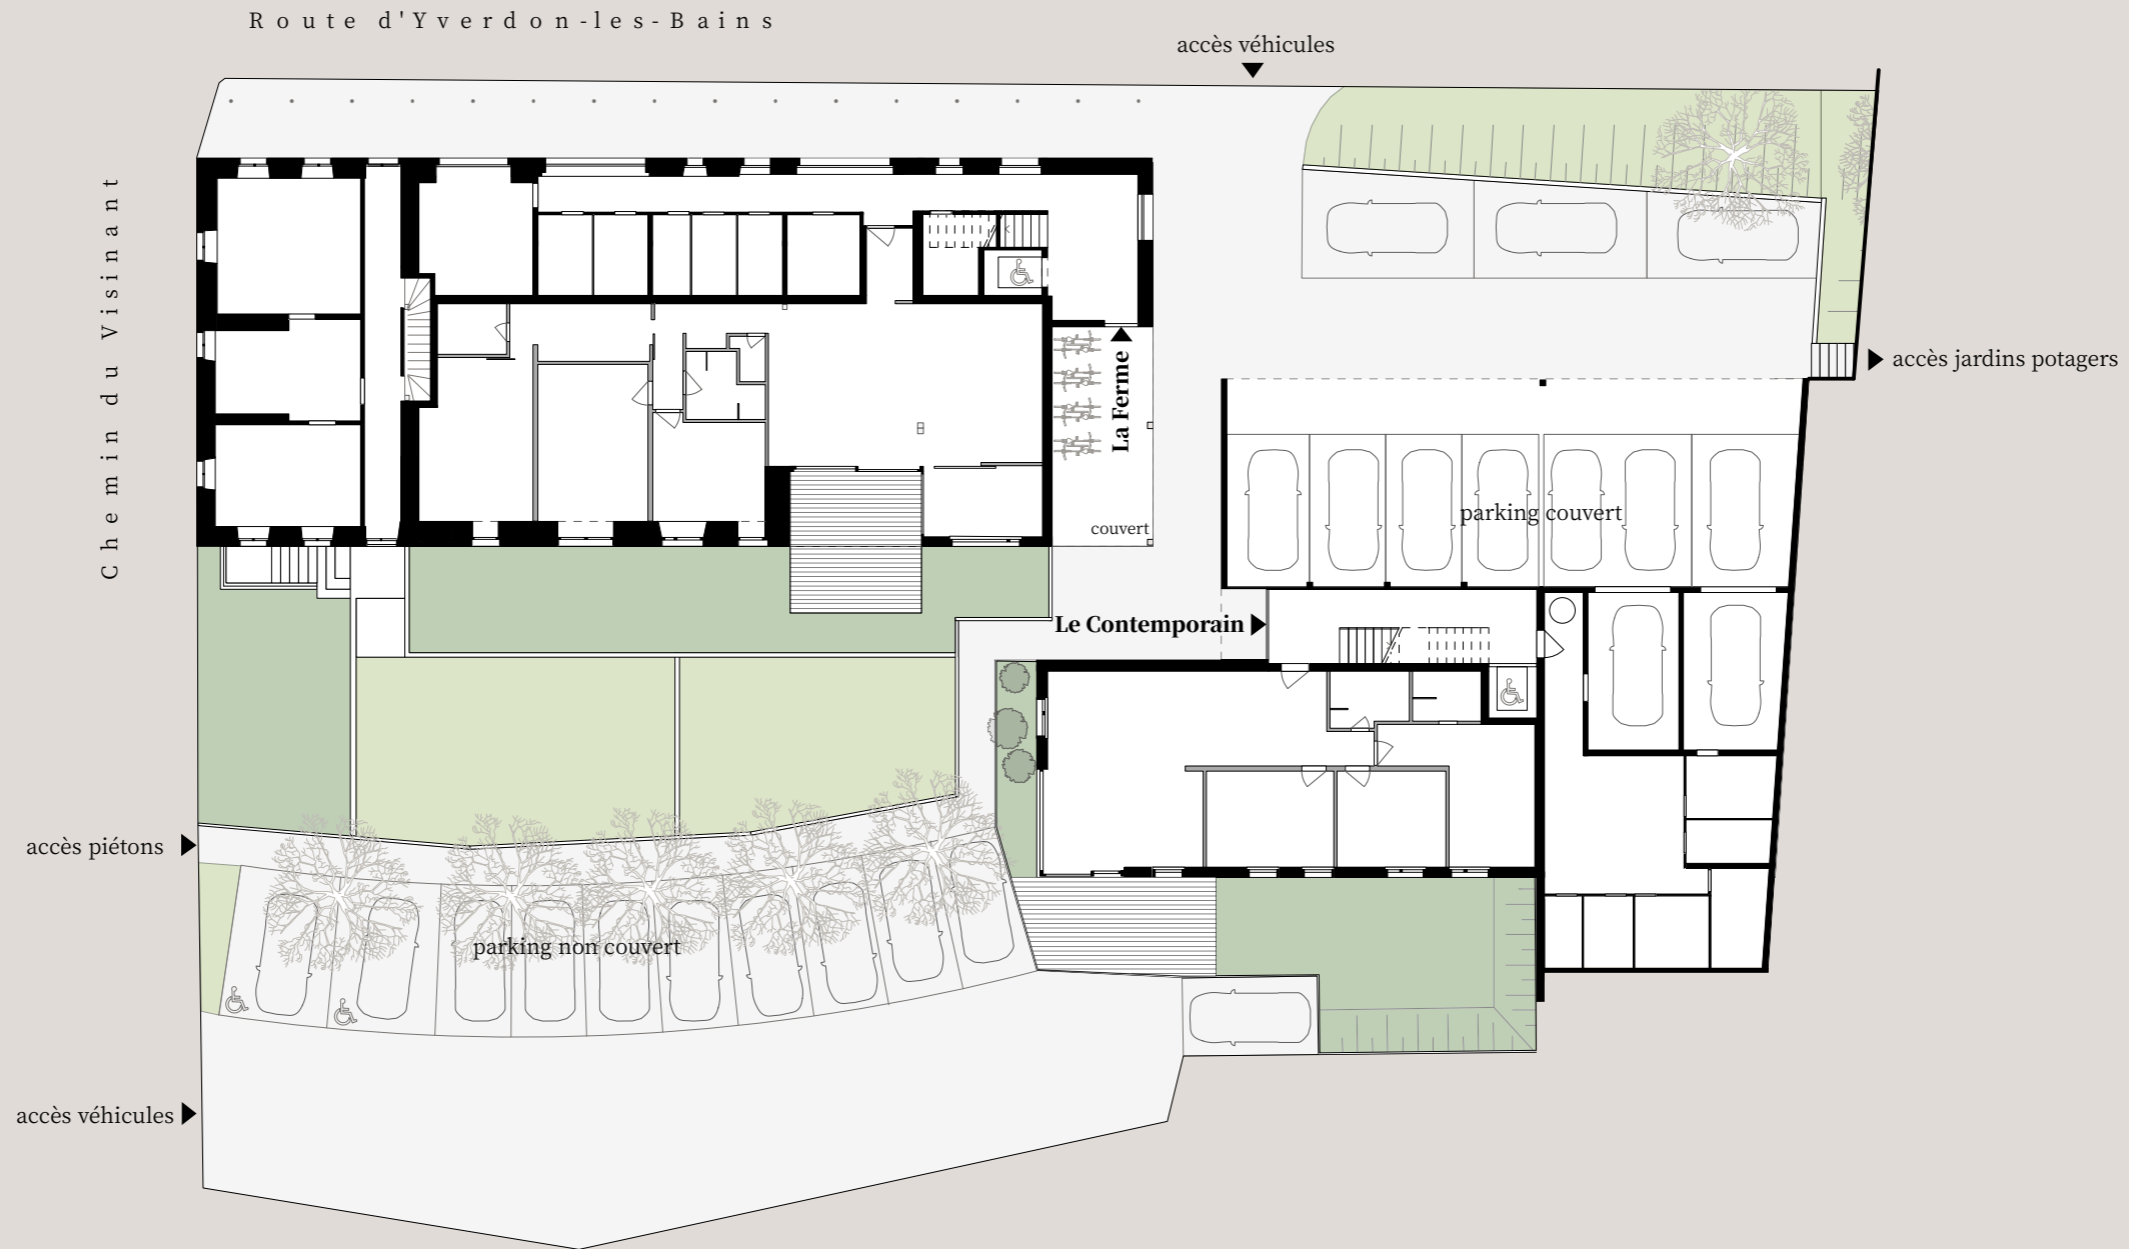 Route d'Yverdon-les-Bains
accès véhicules
Chemin du Visinant
accès jardins potagers
La Ferme
parking couvert
couvert
Le Contemporain
accès piétons
parking non couvert
accès véhicules